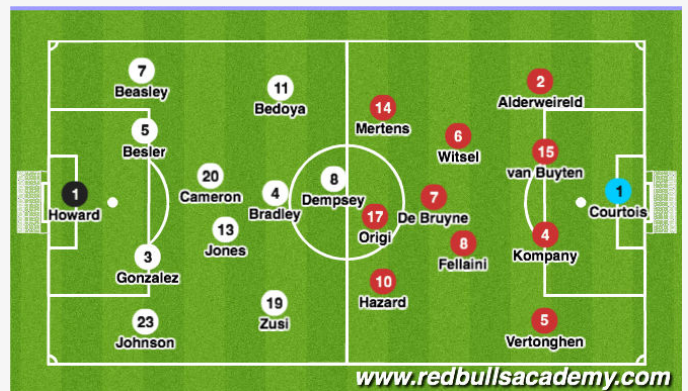 7
Beasley
11
Bedoya
5
Besler
20
Cameron
1
Howard
4
Bradley
8
Dempsey
13
Jones
3
Gonzalez
19
Zusi
23
Johnson
14
Mertens
6
Witsel
2
Alderweireld
15
van Buyten
17
Origi
7
De Bruyne
1
Courtois
8
Fellaini
4
Kompany
10
Hazard
5
Vertonghen
www.redbullsacademy.com